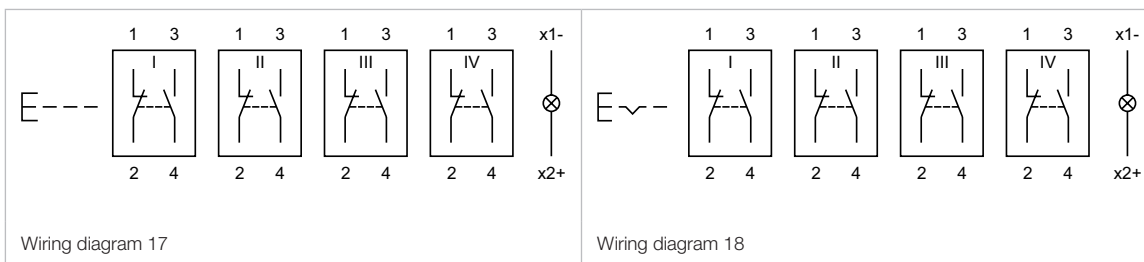 1 3 1 3 1 3 1 3 x1-
I II III IV
2 4 2 4 2 4 2 4 x2+
Wiring diagram 17
1 3 1 3 1 3 1 3 x1-
I II III IV
2 4 2 4 2 4 2 4 x2+
Wiring diagram 18